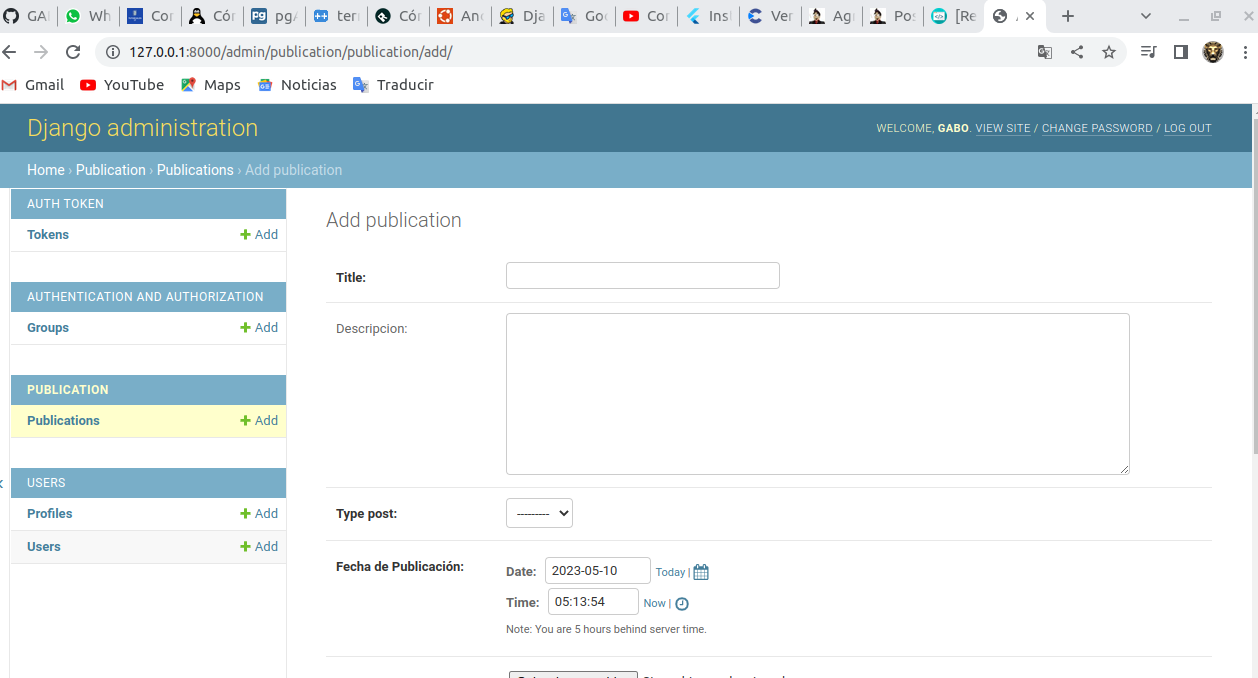 GA Wh Cor Cór Pg pgA ter Cór Anc Dja Goo Cor Inst Ver Agr Pos [Re
127.0.0.1:8000/admin/publication/publication/add/
Gmail YouTube Maps Noticias Traducir
Django administration
WELCOME, GABO. VIEW SITE / CHANGE PASSWORD / LOG OUT
Home › Publication › Publications › Add publication
AUTH TOKEN
Tokens + Add
AUTHENTICATION AND AUTHORIZATION
Groups + Add
PUBLICATION
Publications + Add
USERS
Profiles + Add
Users + Add
Add publication
Title:
Descripcion:
Type post: ---------
Fecha de Publicación:
Date: 2023-05-10 Today |
Time: 05:13:54 Now |
Note: You are 5 hours behind server time.